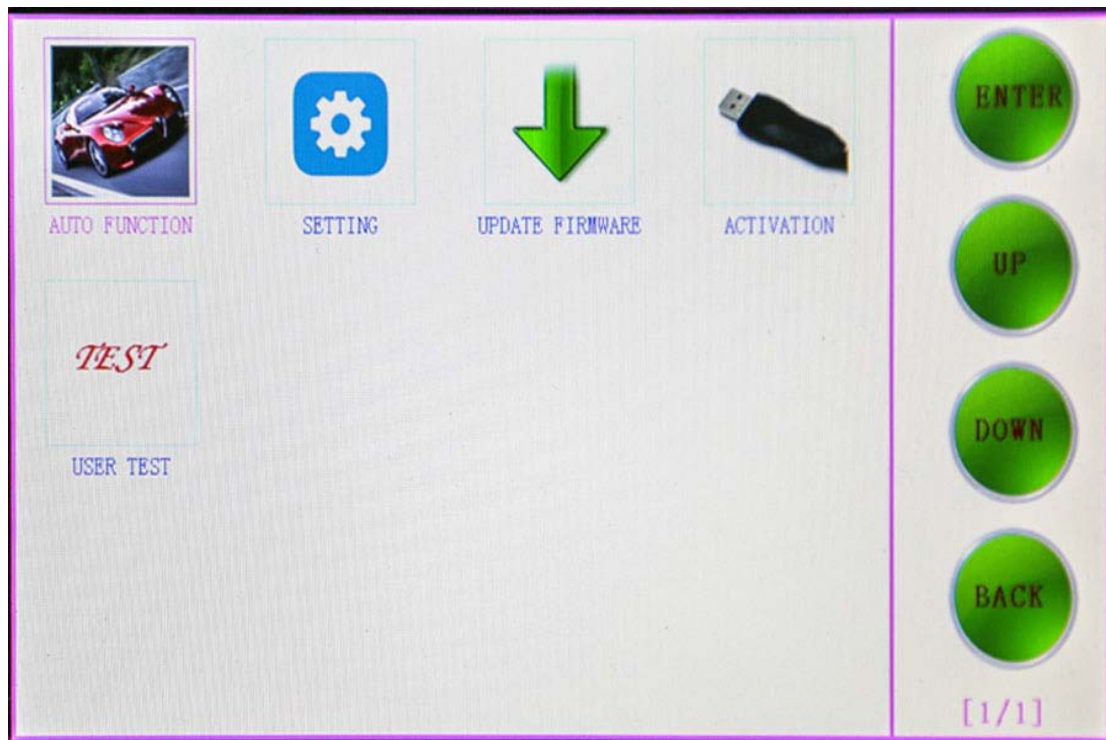 AUTO FUNCTION
SETTING
UPDATE FIRMWARE
ACTIVATION
TEST
USER TEST
ENTER
UP
DOWN
BACK
[1/1]